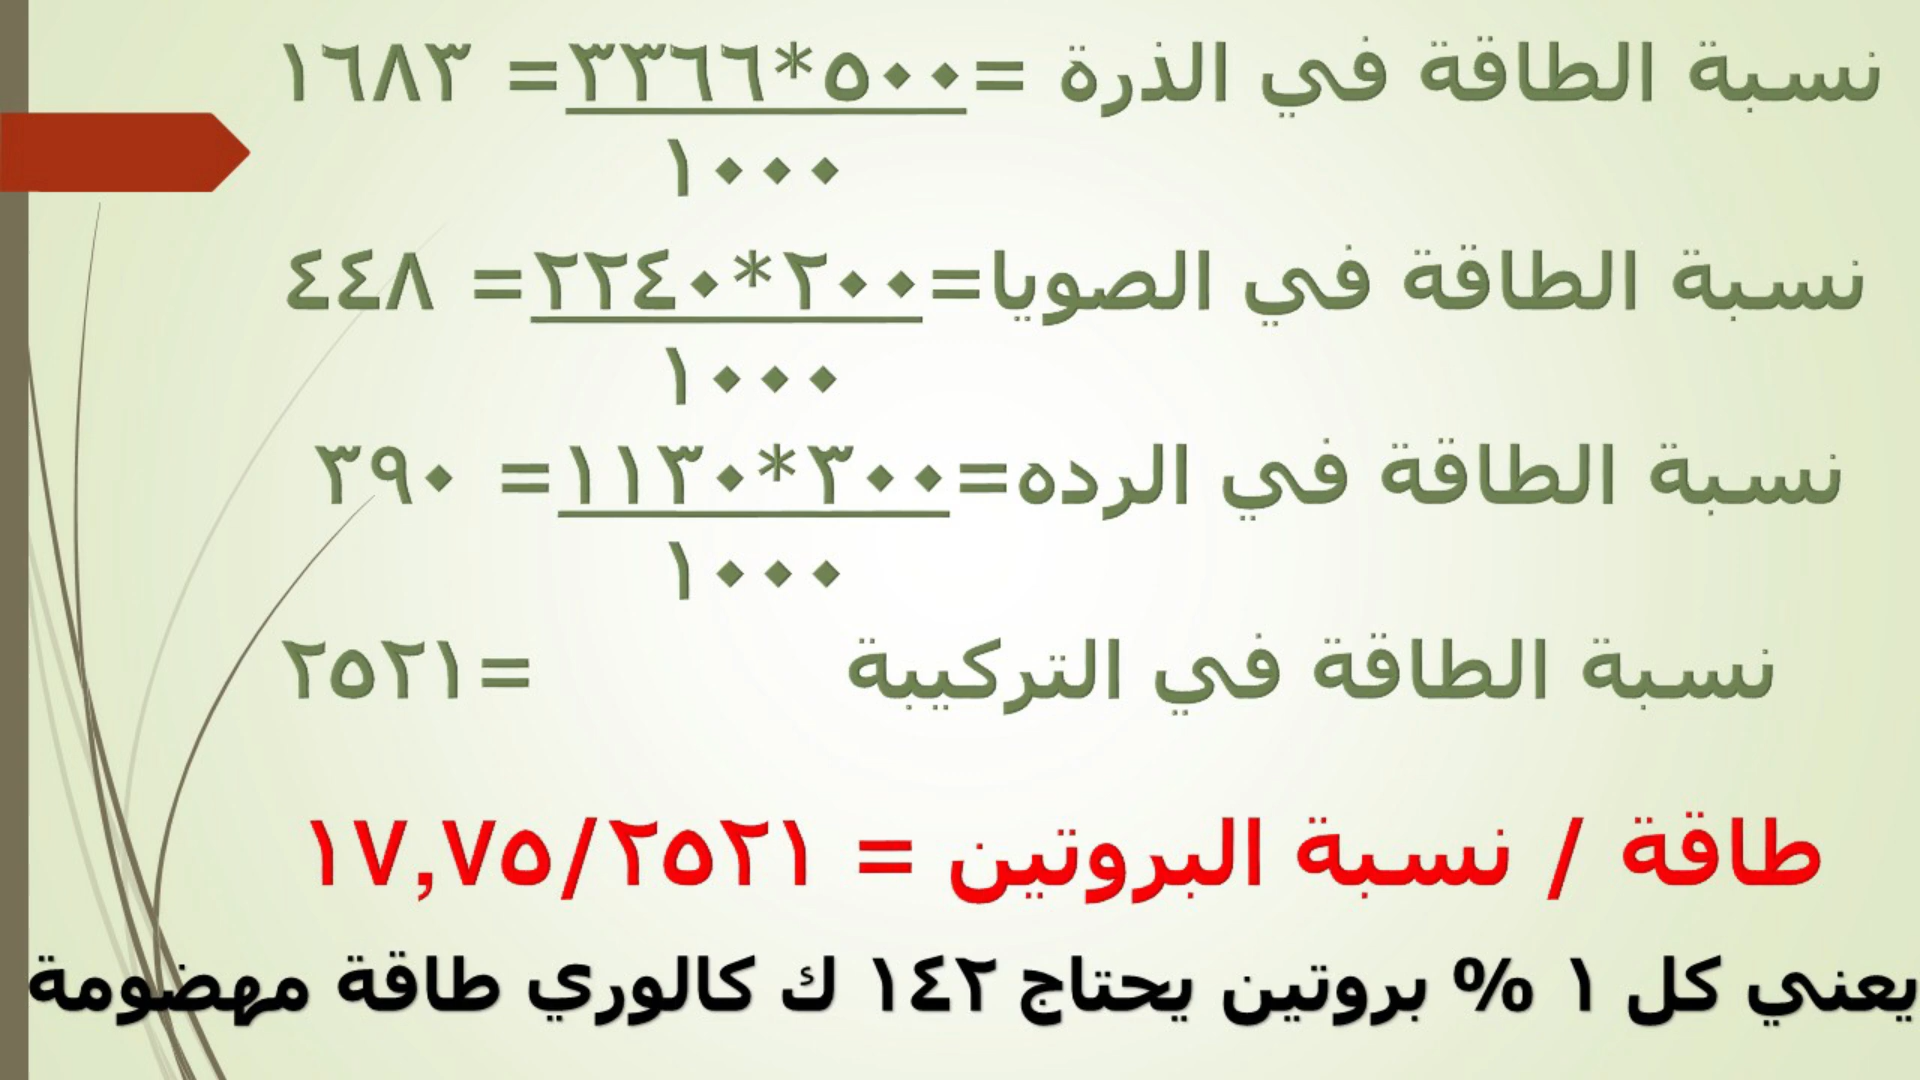 نسبة الطاقة في الذرة =٥٠٠*٣٣٦٦= ١٦٨٣
١٠٠٠
نسبة الطاقة في الصويا=٢٠٠*٢٢٤٠= ٤٤٨
١٠٠٠
نسبة الطاقة في الرده=٣٠٠*١١٣٠= ٣٩٠
١٠٠٠
نسبة الطاقة في التركيبة =٢٥٢١
طاقة / نسبة البروتين = ١٧,٧٥/٢٥٢١
يعني كل ١ % بروتين يحتاج ١٤٢ ك كالوري طاقة مهضومة